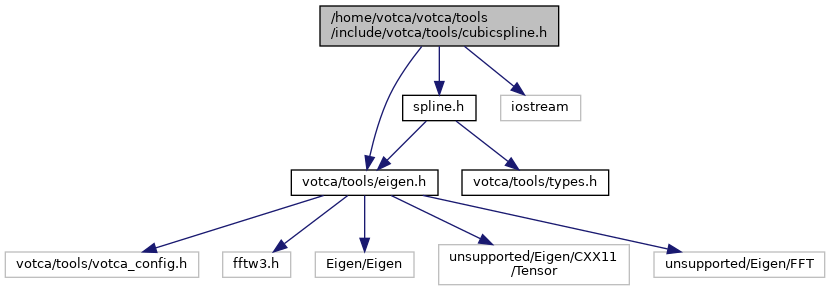 /home/votca/votca/tools
/include/votca/tools/cubicspline.h
spline.h
iostream
votca/tools/eigen.h
votca/tools/types.h
votca/tools/votca_config.h
fftw3.h
Eigen/Eigen
unsupported/Eigen/CXX11
/Tensor
unsupported/Eigen/FFT